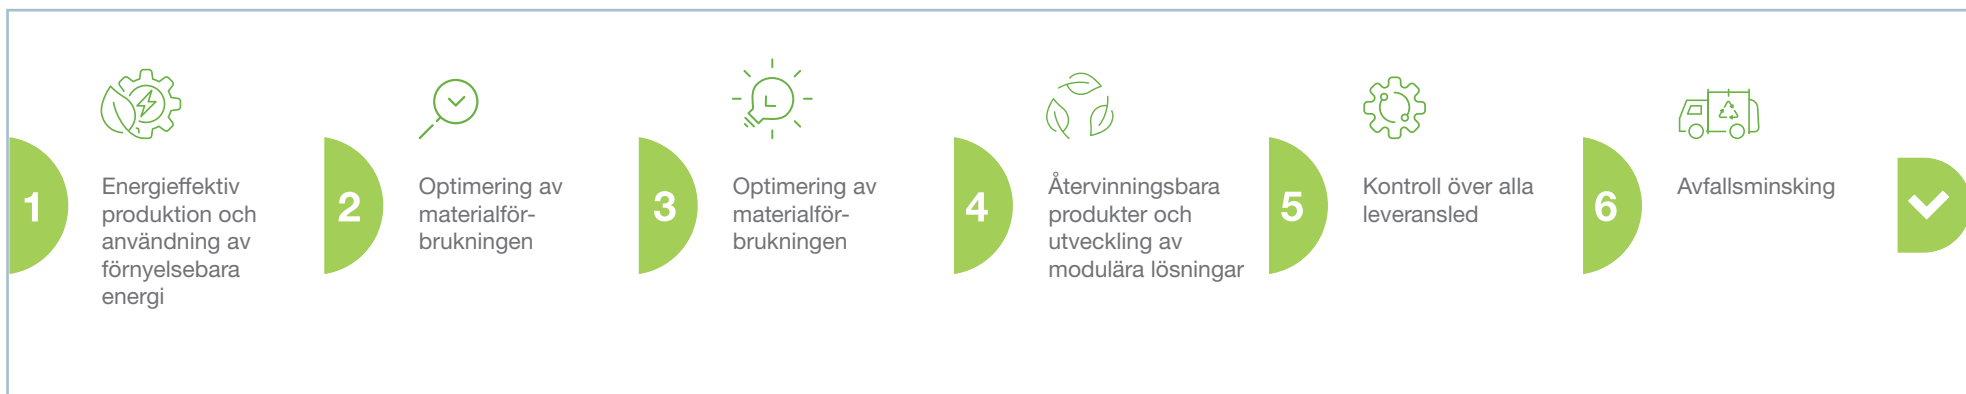 1
Energieffektiv
produktion och
användning av
förnyelsebara
energi
2
Optimering av
materialför-
brukningen
3
Optimering av
materialför-
brukningen
4
Återvinningsbara
produkter och
utveckling av
modulära lösningar
5
Kontroll över alla
leveransled
6
Avfallsminsking